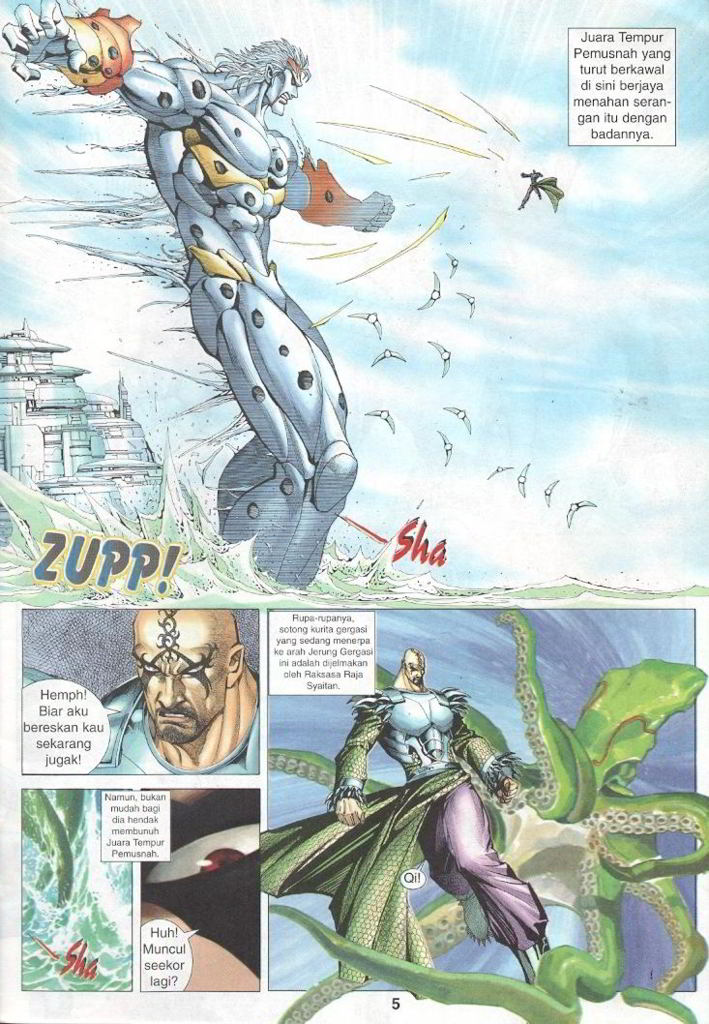 Juara Tempur
Pemusnah yang
turut berkawal
di sini berjaya
menahan seran-
gan itu dengan
badannya.
ZUPP!
Sha
Hemph!
Biar aku
bereskan kau
sekarang
jugak!
Rupa-rupanya,
sotong kurita gergasi
yang sedang menerpa
ke arah Jerung Gergasi
ini adalah dijelmakan
oleh Raksasa Raja
Syaitan.
Namun, bukan
mudah bagi
dia hendak
membunuh
Juara Tempur
Pemusnah.
Sha
Huh!
Muncul
seekor
lagi?
Qi!
5